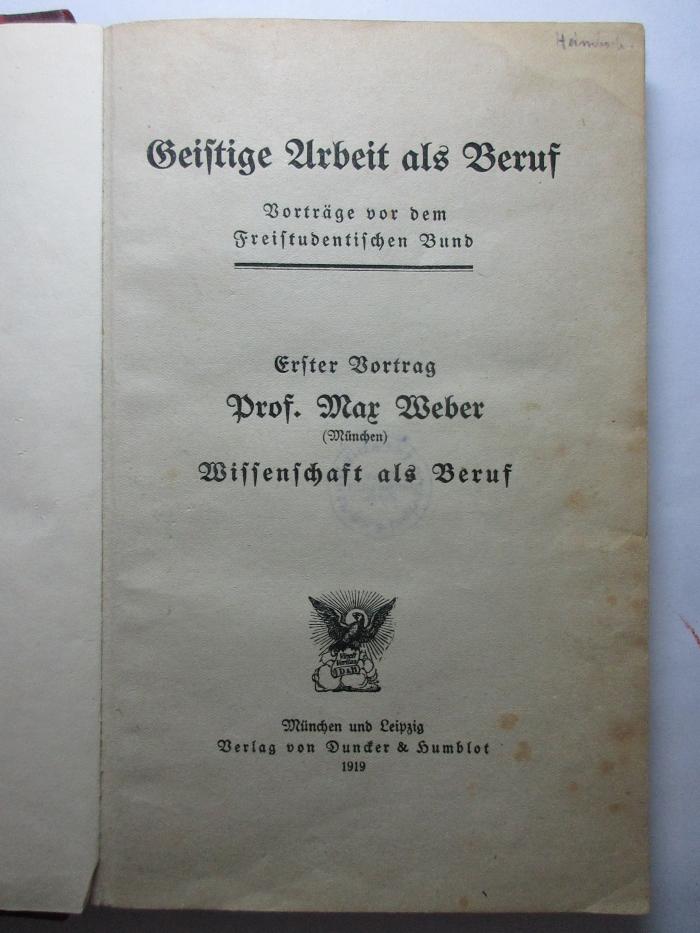 Geiſtige Arbeit als Beruf
Vorträge vor dem
Freiſtudentiſchen Bund
Erſter Vortrag
Prof. Max Weber
(München)
Wiſſenſchaft als Beruf
D&H
München und Leipzig
Verlag von Duncker & Humblot
1919